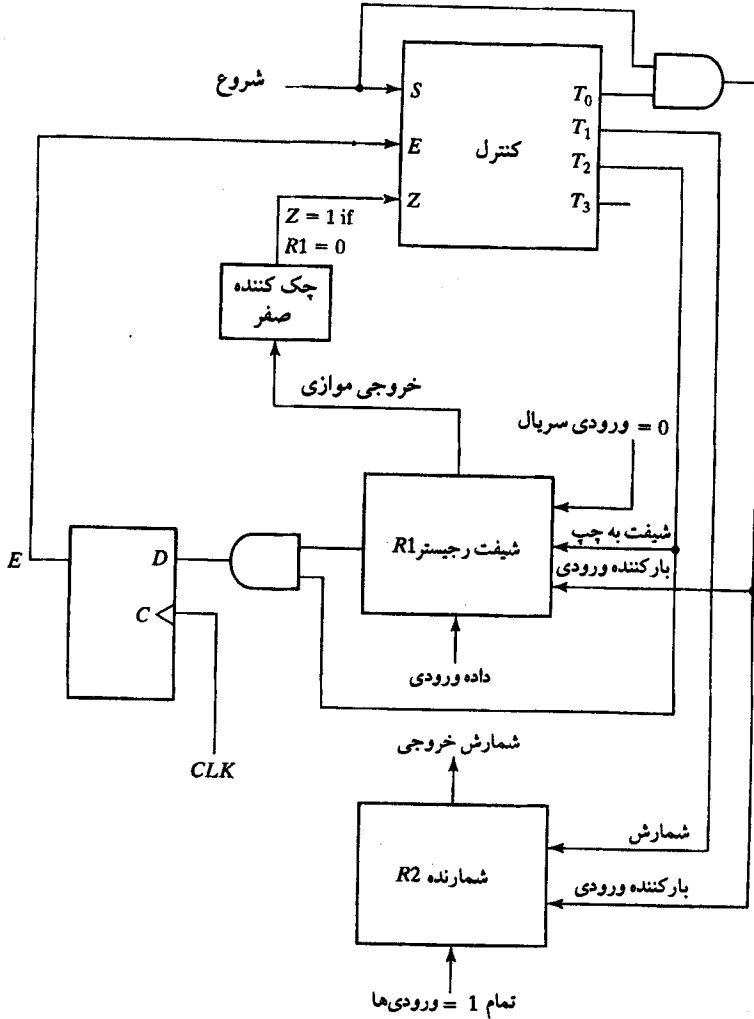 شروع
S
E
Z
کنترل
T₀
T₁
T₂
T₃
Z = 1 if
R1 = 0
چک کننده
صفر
خروجی موازی
ورودی سریال = 0
شیفت رجیستر R1
شیفت به چپ
بارکننده ورودی
داده ورودی
E
D
C
CLK
شمارش خروجی
شمارنده R2
شمارش
بارکننده ورودی
تمام 1 = ورودی‌ها